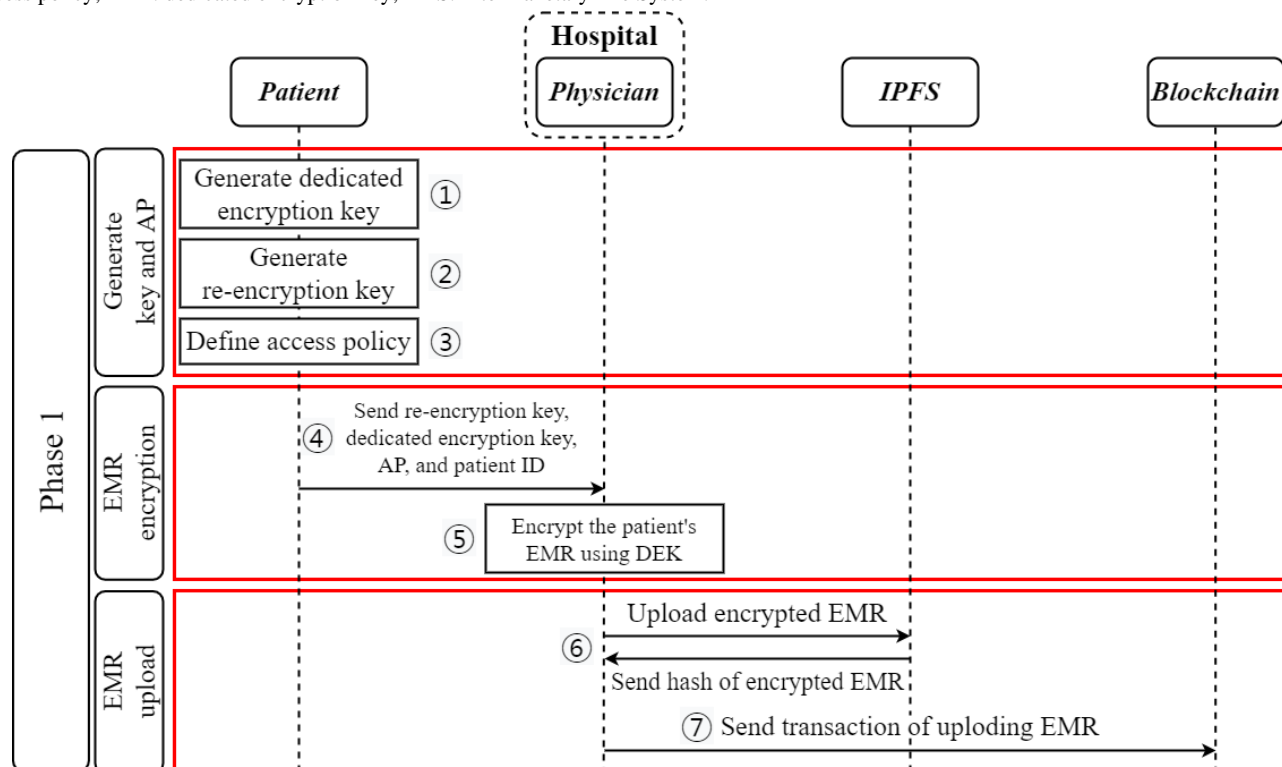 Hospital
Patient
Physician
IPFS
Blockchain
Phase 1
Generate
key and AP
Generate dedicated
encryption key
①
Generate
re-encryption key
②
Define access policy
③
EMR
encryption
④
Send re-encryption key,
dedicated encryption key,
AP, and patient ID
⑤
Encrypt the patient's
EMR using DEK
EMR
upload
Upload encrypted EMR
⑥
Send hash of encrypted EMR
⑦ Send transaction of uploding EMR